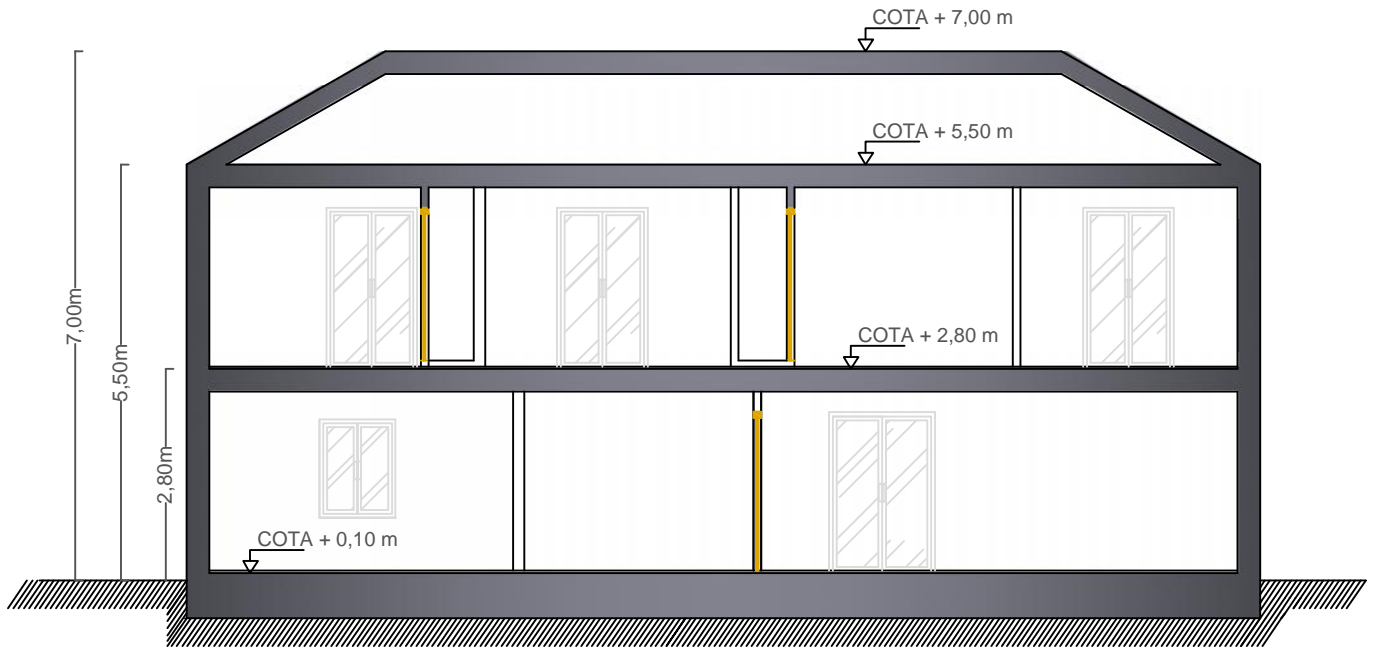 COTA + 7,00 m
COTA + 5,50 m
COTA + 2,80 m
COTA + 0,10 m
7,00m
5,50m
2,80m